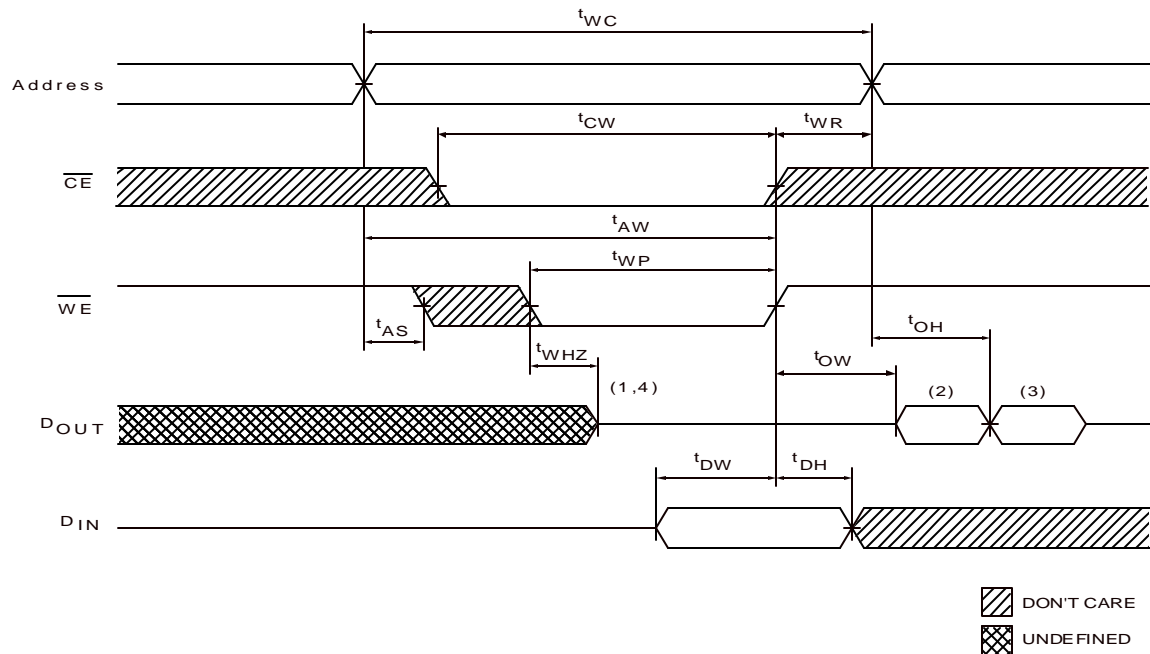 tWC
Address
tCW
tWR
CE
tAW
tWP
WE
tAS
tWHZ
tOH
tOW
(1,4)
(2)
(3)
DOUT
tDW
tDH
DIN
DON'T CARE
UNDEFINED